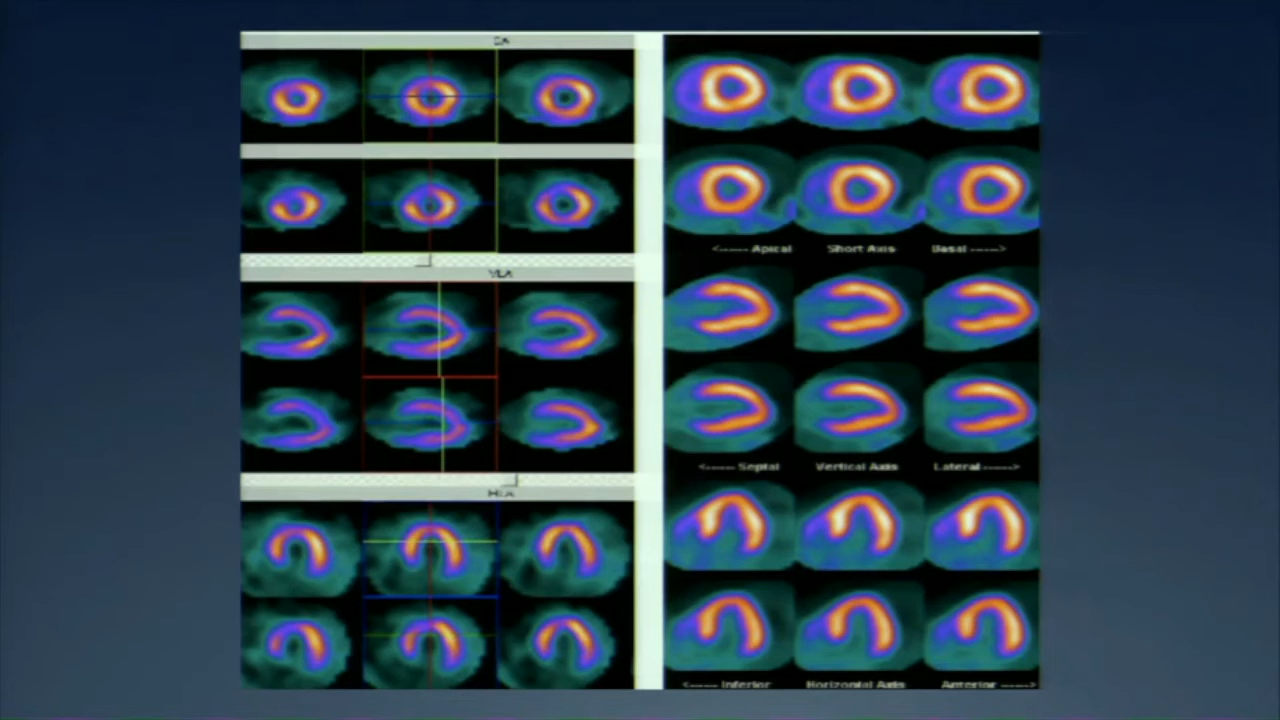 SA
VLA
HLA
<----- Apical Short Axis Basal ----->
<----- Septal Vertical Axis Lateral ----->
<----- Inferior Horizontal Axis Anterior ----->